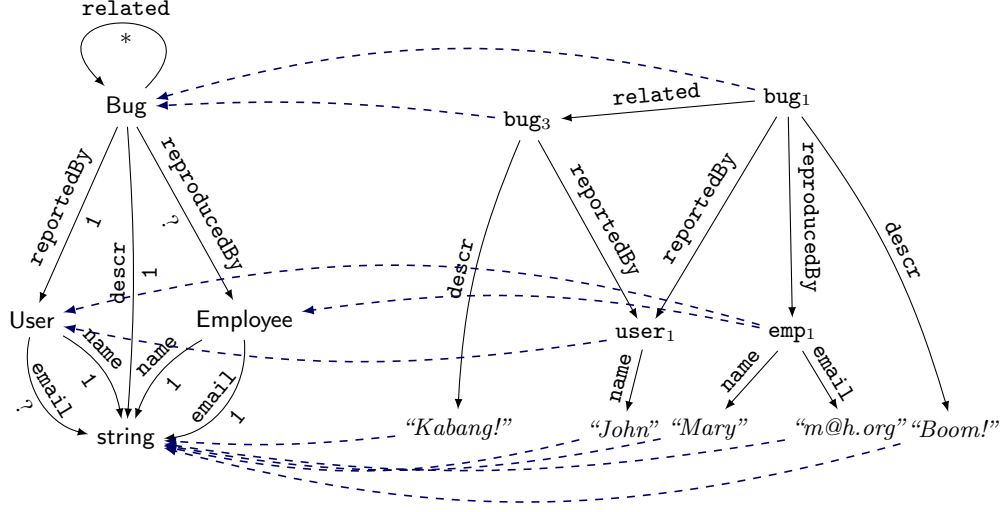 related
*
Bug
related
bug₁
bug₃
reportedBy
1
descr
1
reproducedBy
?
reportedBy
reportedBy
reproducedBy
descr
descr
User
Employee
user₁
emp₁
name
1
name
1
email
?
email
1
name
name
email
string
“Kabang!”
“John”
“Mary”
“m@h.org”
“Boom!”